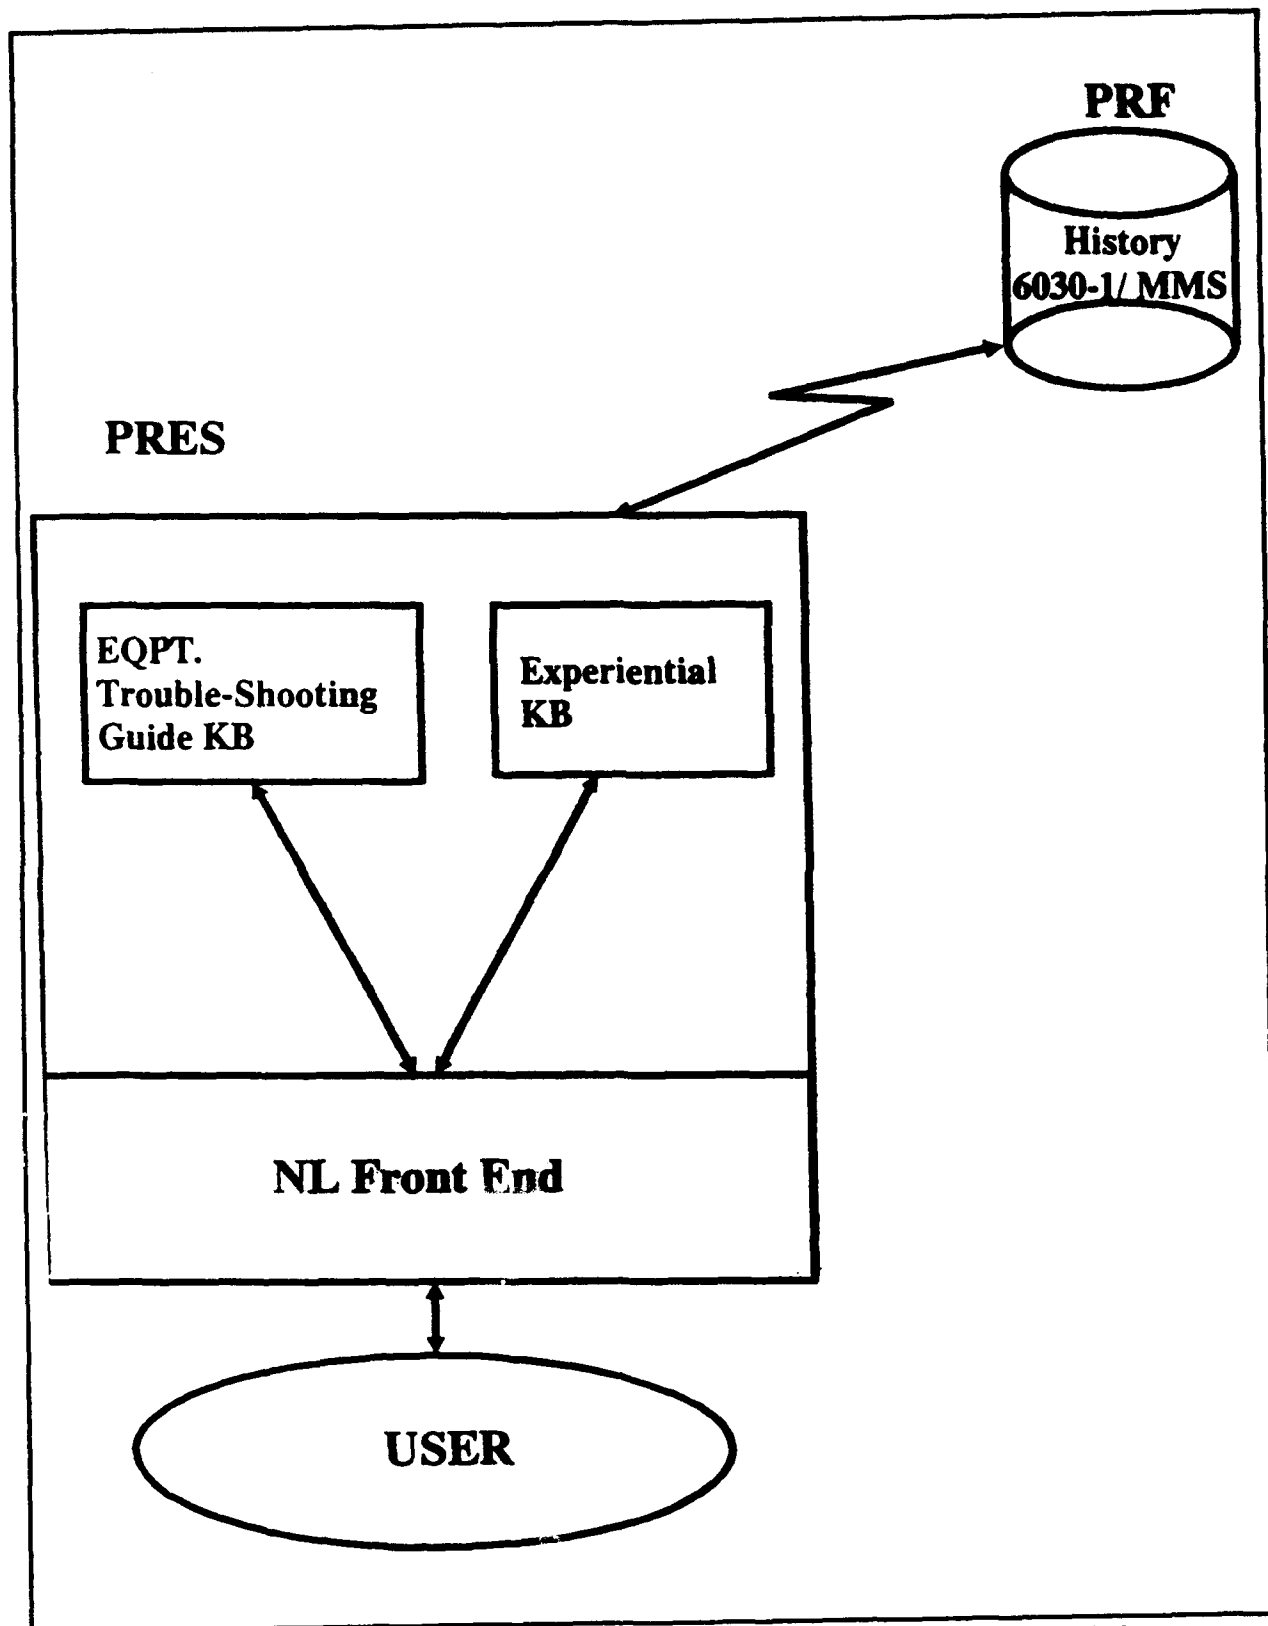 PRF
History
6030-1/ MMS
PRES
EQPT.
Trouble-Shooting
Guide KB
Experiential
KB
NL Front End
USER